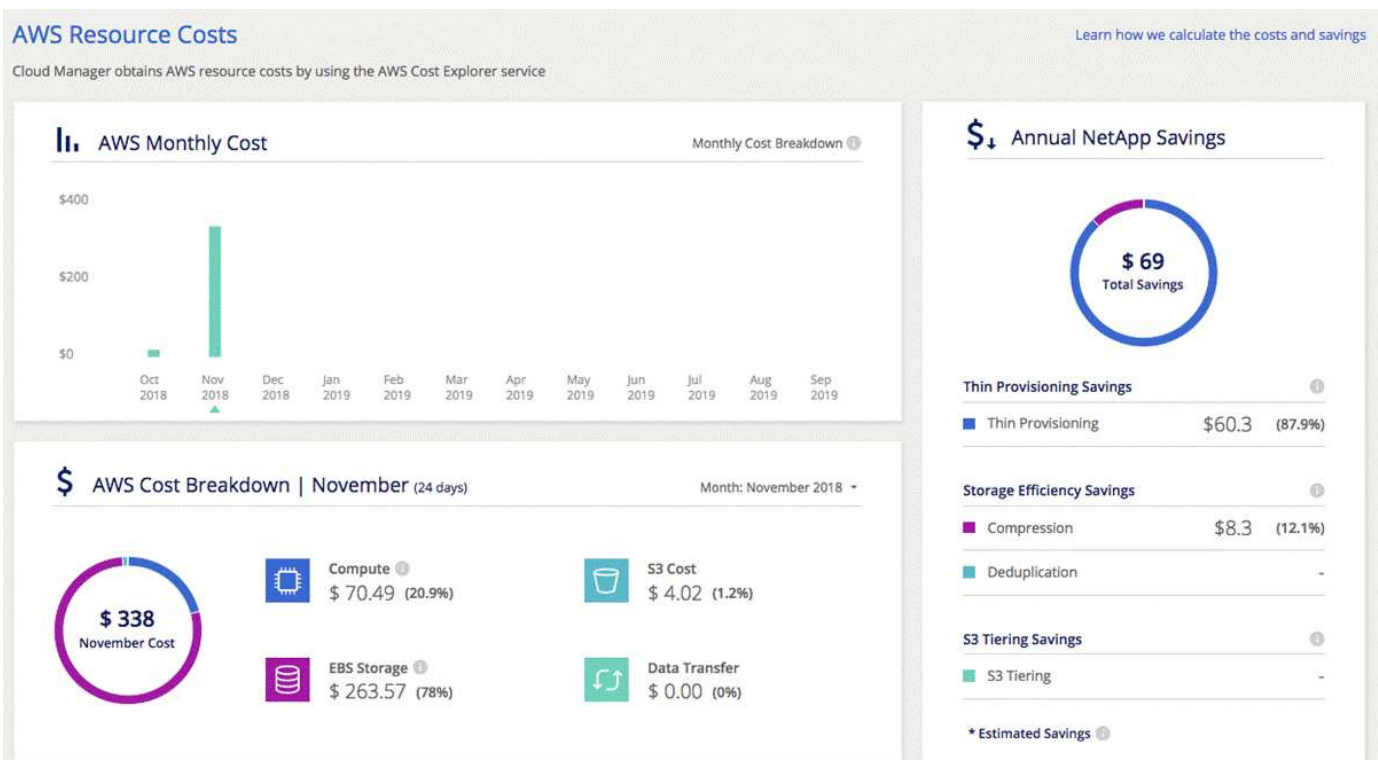 AWS Resource Costs
Learn how we calculate the costs and savings
Cloud Manager obtains AWS resource costs by using the AWS Cost Explorer service
AWS Monthly Cost
Monthly Cost Breakdown
$400
$200
$0
Oct Nov Dec Jan Feb Mar Apr May Jun Jul Aug Sep
2018 2018 2018 2019 2019 2019 2019 2019 2019 2019 2019 2019
$ AWS Cost Breakdown | November (24 days)
Month: November 2018
$ 338
November Cost
Compute
$ 70.49 (20.9%)
S3 Cost
$ 4.02 (1.2%)
EBS Storage
$ 263.57 (78%)
Data Transfer
$ 0.00 (0%)
$ Annual NetApp Savings
$ 69
Total Savings
Thin Provisioning Savings
Thin Provisioning $60.3 (87.9%)
Storage Efficiency Savings
Compression $8.3 (12.1%)
Deduplication -
S3 Tiering Savings
S3 Tiering -
* Estimated Savings